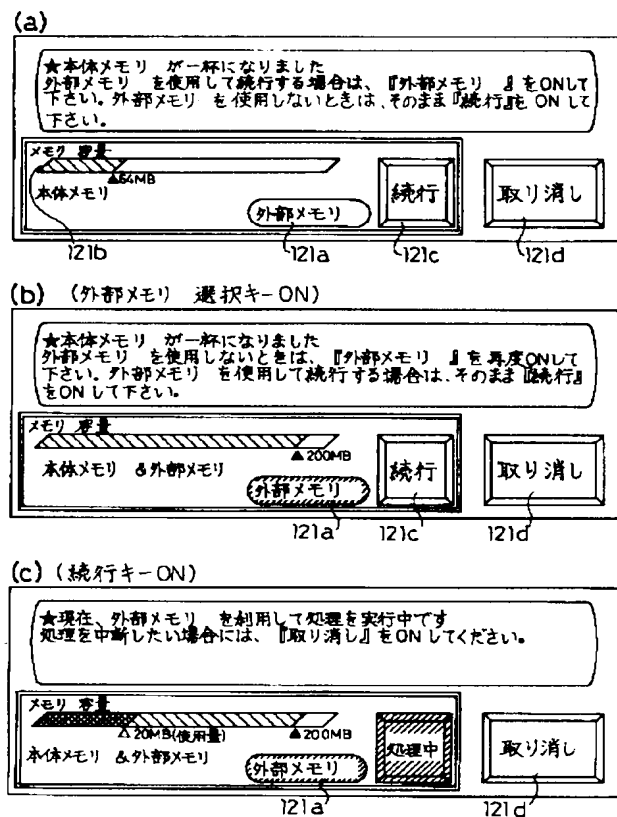 (a)
★本体メモリ が一杯になりました
外部メモリ を使用して続行する場合は、『外部メモリ 』をONして
下さい。外部メモリ を使用しないときは、そのまま『続行』を ON して
下さい。
メモリ 容量
▲64MB
本体メモリ
外部メモリ
続行
取り消し
121b
121a
121c
121d
(b) (外部メモリ 選択キーON)
★本体メモリ が一杯になりました
外部メモリ を使用しないときは、『外部メモリ 』を再度ONして
下さい。外部メモリ を使用して続行する場合は、そのまま『続行』
をON して下さい。
メモリ 容量
▲200MB
本体メモリ &外部メモリ
外部メモリ
続行
取り消し
121a
121c
121d
(c) (続行キーON)
★現在、外部メモリ を利用して処理を実行中です
処理を中断したい場合には、『取り消し』をONしてください。
メモリ 容量
△20MB(使用量)
▲200MB
本体メモリ &外部メモリ
外部メモリ
処理中
取り消し
121a
121d